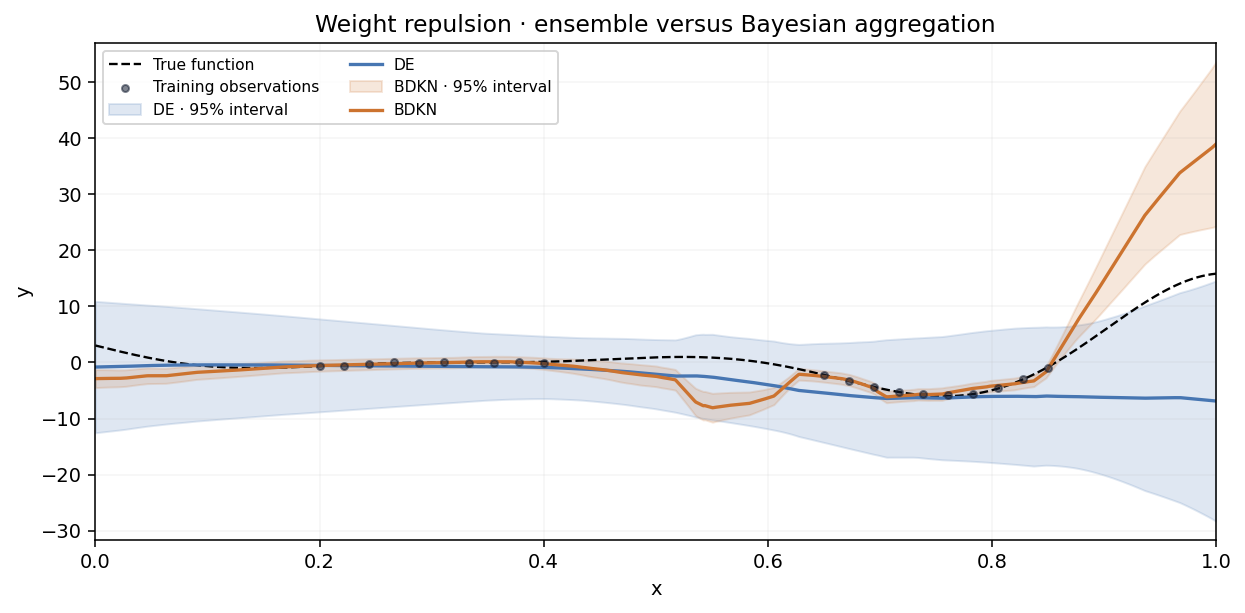 Weight repulsion · ensemble versus Bayesian aggregation
True function
Training observations
DE · 95% interval
DE
BDKN · 95% interval
BDKN
y
50
40
30
20
10
0
−10
−20
−30
0.0 0.2 0.4 0.6 0.8 1.0
x